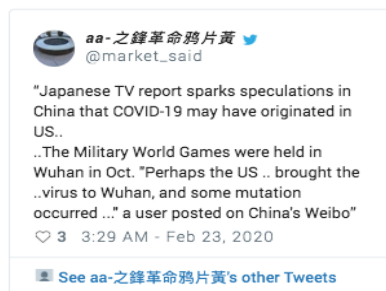 aa-之鋒革命鸦片黃
@market_said
“Japanese TV report sparks speculations in
China that COVID-19 may have originated in
US..
..The Military World Games were held in
Wuhan in Oct. "Perhaps the US .. brought the
..virus to Wuhan, and some mutation
occurred ..." a user posted on China's Weibo”
3 3:29 AM - Feb 23, 2020
See aa-之鋒革命鸦片黃's other Tweets